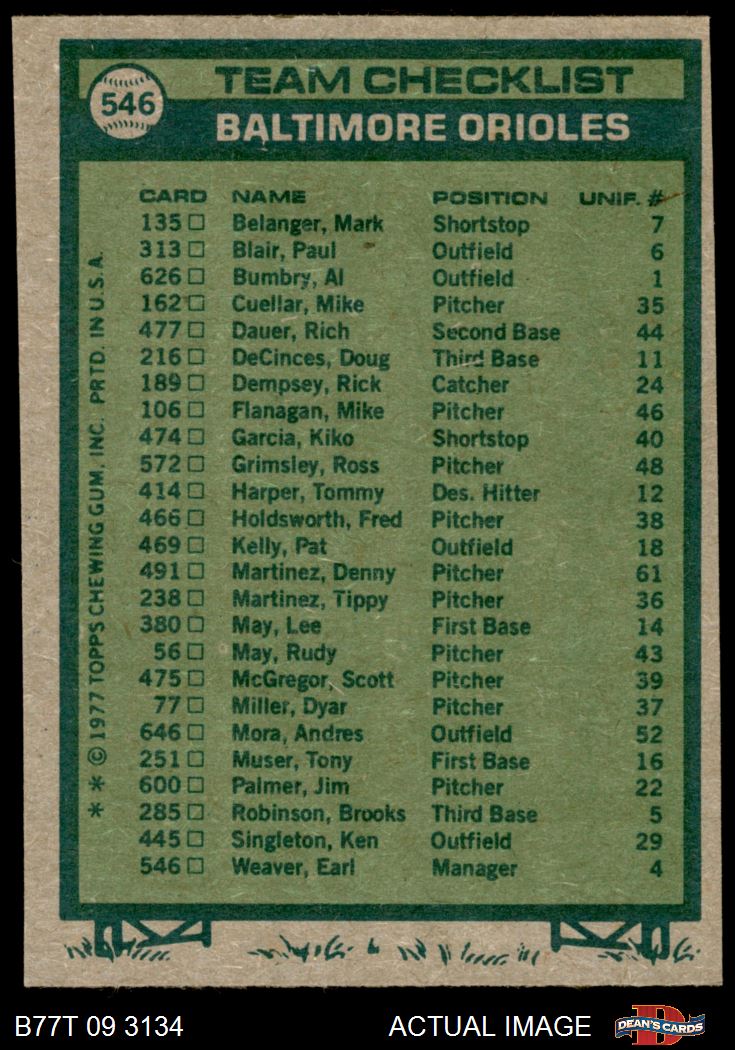 546
TEAM CHECKLIST
BALTIMORE ORIOLES
CARD NAME POSITION UNIF. #
135 Belanger, Mark Shortstop 7
313 Blair, Paul Outfield 6
626 Bumbry, Al Outfield 1
162 Cuellar, Mike Pitcher 35
477 Dauer, Rich Second Base 44
216 DeCinces, Doug Third Base 11
189 Dempsey, Rick Catcher 24
106 Flanagan, Mike Pitcher 46
474 Garcia, Kiko Shortstop 40
572 Grimsley, Ross Pitcher 48
414 Harper, Tommy Des. Hitter 12
466 Holdsworth, Fred Pitcher 38
469 Kelly, Pat Outfield 18
491 Martinez, Denny Pitcher 61
238 Martinez, Tippy Pitcher 36
380 May, Lee First Base 14
56 May, Rudy Pitcher 43
475 McGregor, Scott Pitcher 39
77 Miller, Dyar Pitcher 37
646 Mora, Andres Outfield 52
251 Muser, Tony First Base 16
600 Palmer, Jim Pitcher 22
285 Robinson, Brooks Third Base 5
445 Singleton, Ken Outfield 29
546 Weaver, Earl Manager 4
* * © 1977 TOPPS CHEWING GUM, INC. PRTD. IN U.S.A.
B77T 09 3134 ACTUAL IMAGE
D
DEAN'S CARDS